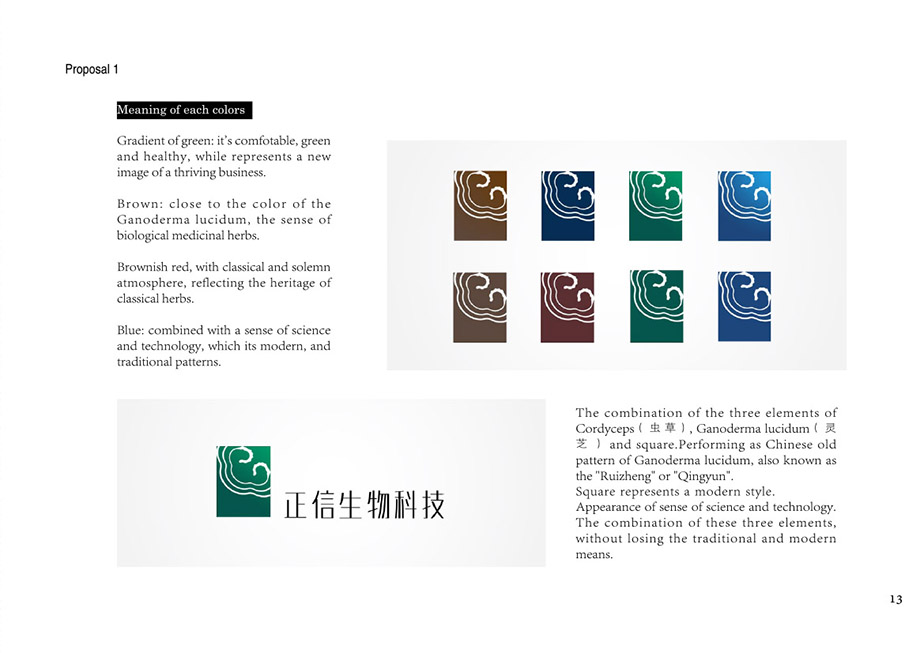 Proposal 1
Meaning of each colors
Gradient of green: it's comfotable, green
and healthy, while represents a new
image of a thriving business.
Brown: close to the color of the
Ganoderma lucidum, the sense of
biological medicinal herbs.
Brownish red, with classical and solemn
atmosphere, reflecting the heritage of
classical herbs.
Blue: combined with a sense of science
and technology, which its modern, and
traditional patterns.
正信生物科技
The combination of the three elements of
Cordyceps ( 虫 草 ) , Ganoderma lucidum ( 灵
芝 ) and square.Performing as Chinese old
pattern of Ganoderma lucidum, also known as
the "Ruizheng" or "Qingyun".
Square represents a modern style.
Appearance of sense of science and technology.
The combination of these three elements,
without losing the traditional and modern
means.
13